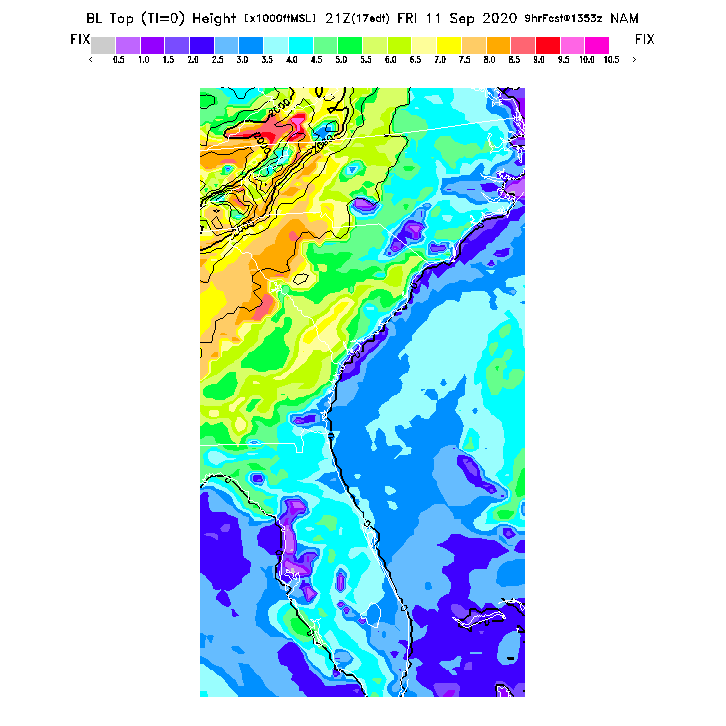 BL Top (TI=0) Height [x1000ftMSL] 21Z(17edt) FRI 11 Sep 2020 9hrFcst@1353z NAM
FIX FIX
< 0.5 1.0 1.5 2.0 2.5 3.0 3.5 4.0 4.5 5.0 5.5 6.0 6.5 7.0 7.5 8.0 8.5 9.0 9.5 10.0 10.5 >
2000